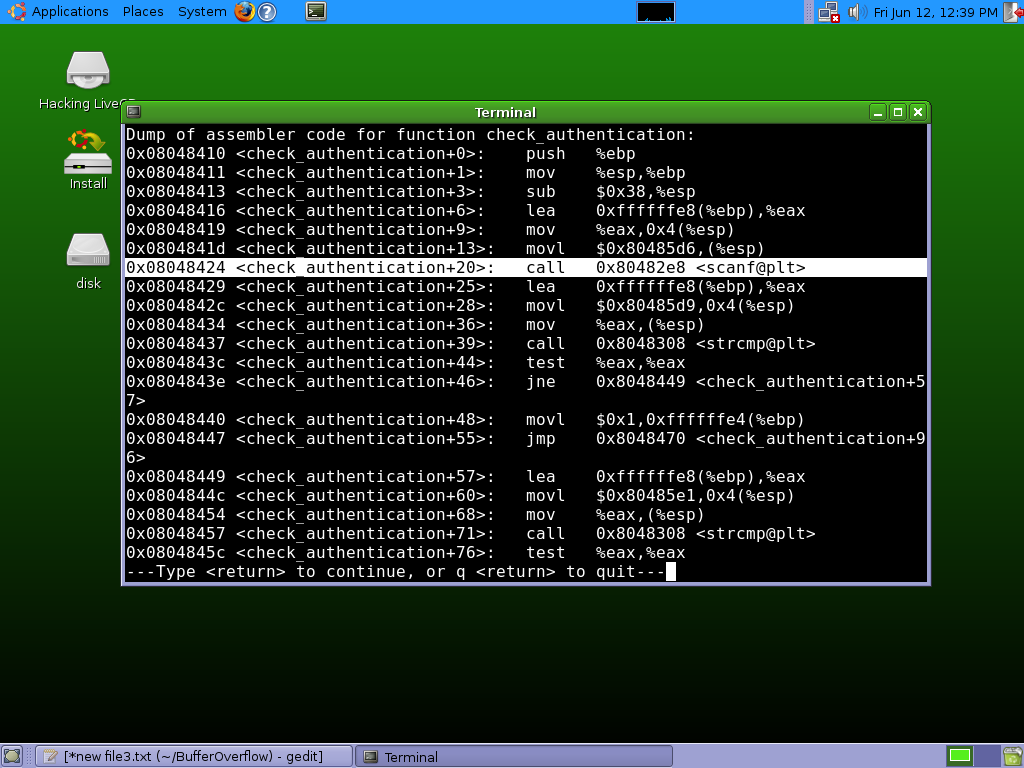 Applications Places System
Fri Jun 12, 12:39 PM
Hacking LiveCD
Install
disk
Terminal
Dump of assembler code for function check_authentication:
0x08048410 <check_authentication+0>:    push   %ebp
0x08048411 <check_authentication+1>:    mov    %esp,%ebp
0x08048413 <check_authentication+3>:    sub    $0x38,%esp
0x08048416 <check_authentication+6>:    lea    0xffffffe8(%ebp),%eax
0x08048419 <check_authentication+9>:    mov    %eax,0x4(%esp)
0x0804841d <check_authentication+13>:   movl   $0x80485d6,(%esp)
0x08048424 <check_authentication+20>:   call   0x80482e8 <scanf@plt>
0x08048429 <check_authentication+25>:   lea    0xffffffe8(%ebp),%eax
0x0804842c <check_authentication+28>:   movl   $0x80485d9,0x4(%esp)
0x08048434 <check_authentication+36>:   mov    %eax,(%esp)
0x08048437 <check_authentication+39>:   call   0x8048308 <strcmp@plt>
0x0804843c <check_authentication+44>:   test   %eax,%eax
0x0804843e <check_authentication+46>:   jne    0x8048449 <check_authentication+5
7>
0x08048440 <check_authentication+48>:   movl   $0x1,0xffffffe4(%ebp)
0x08048447 <check_authentication+55>:   jmp    0x8048470 <check_authentication+9
6>
0x08048449 <check_authentication+57>:   lea    0xffffffe8(%ebp),%eax
0x0804844c <check_authentication+60>:   movl   $0x80485e1,0x4(%esp)
0x08048454 <check_authentication+68>:   mov    %eax,(%esp)
0x08048457 <check_authentication+71>:   call   0x8048308 <strcmp@plt>
0x0804845c <check_authentication+76>:   test   %eax,%eax
---Type <return> to continue, or q <return> to quit---
[*new file3.txt (~/BufferOverflow) - gedit]
Terminal